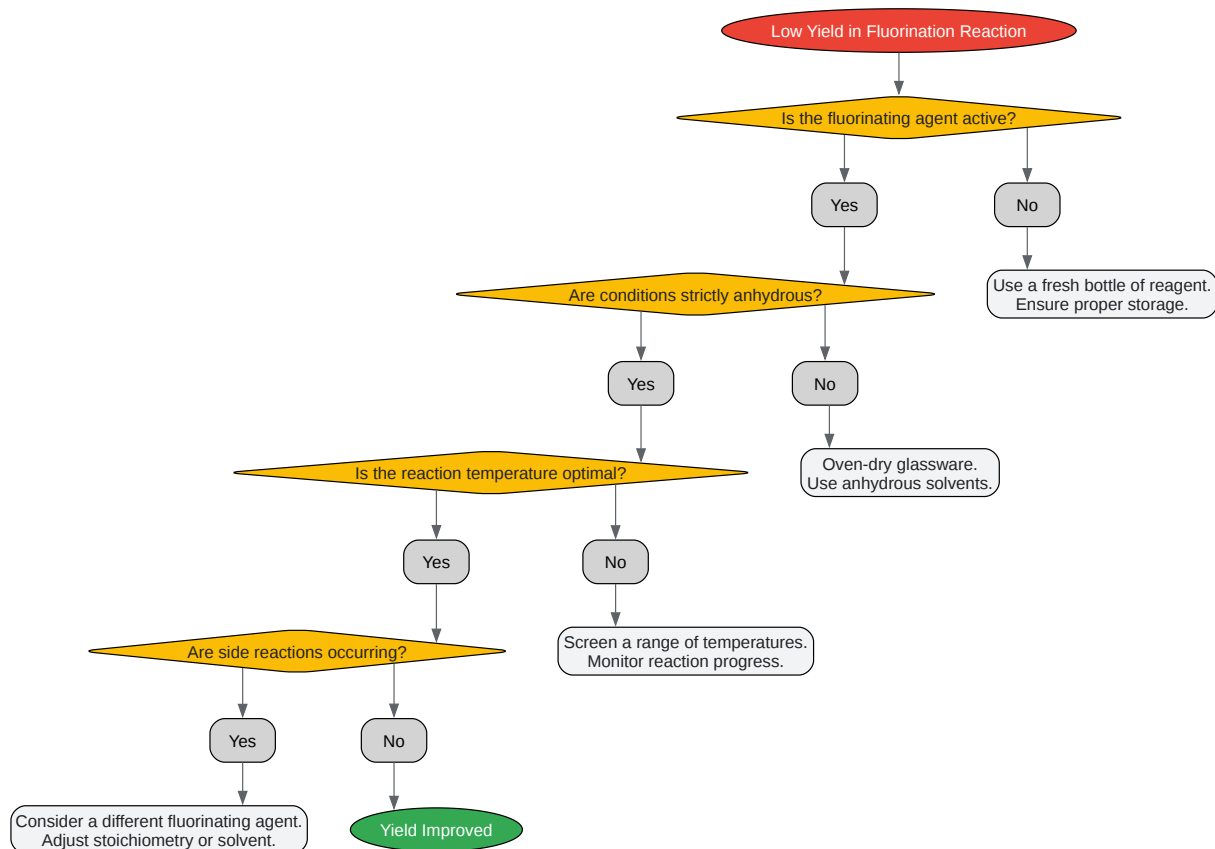 Low Yield in Fluorination Reaction
Is the fluorinating agent active?
Yes
No
Use a fresh bottle of reagent.
Ensure proper storage.
Are conditions strictly anhydrous?
Yes
No
Oven-dry glassware.
Use anhydrous solvents.
Is the reaction temperature optimal?
Yes
No
Screen a range of temperatures.
Monitor reaction progress.
Are side reactions occurring?
Yes
No
Consider a different fluorinating agent.
Adjust stoichiometry or solvent.
Yield Improved